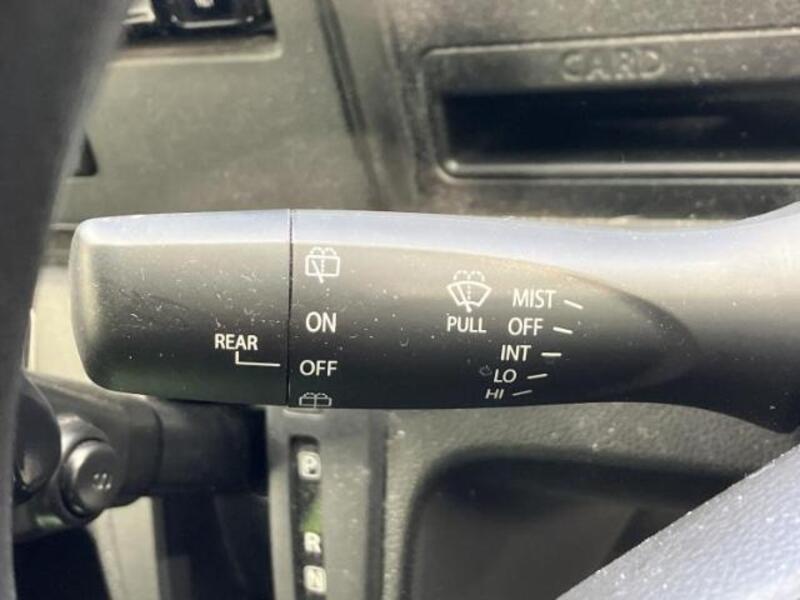 CARD
MIST
PULL OFF
ON
INT
REAR
OFF
LO
HI
P
R
N